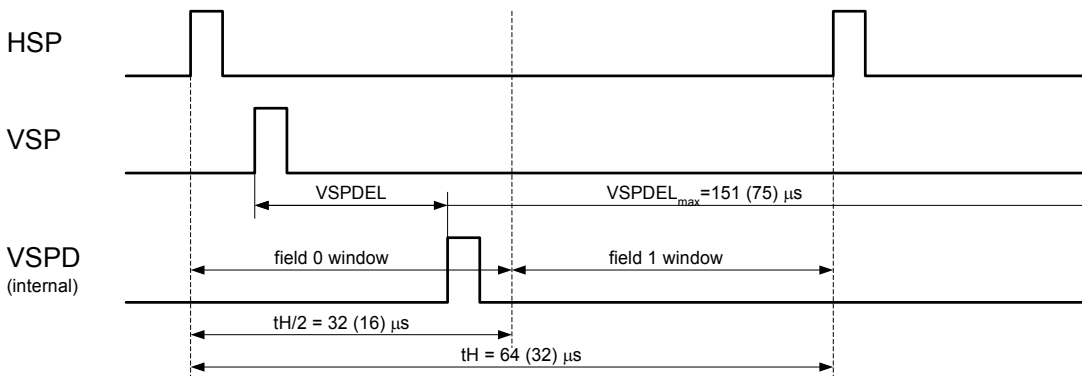 HSP
VSP
VSPDEL
VSPDELmax=151 (75) μs
VSPD
(internal)
field 0 window
field 1 window
tH/2 = 32 (16) μs
tH = 64 (32) μs